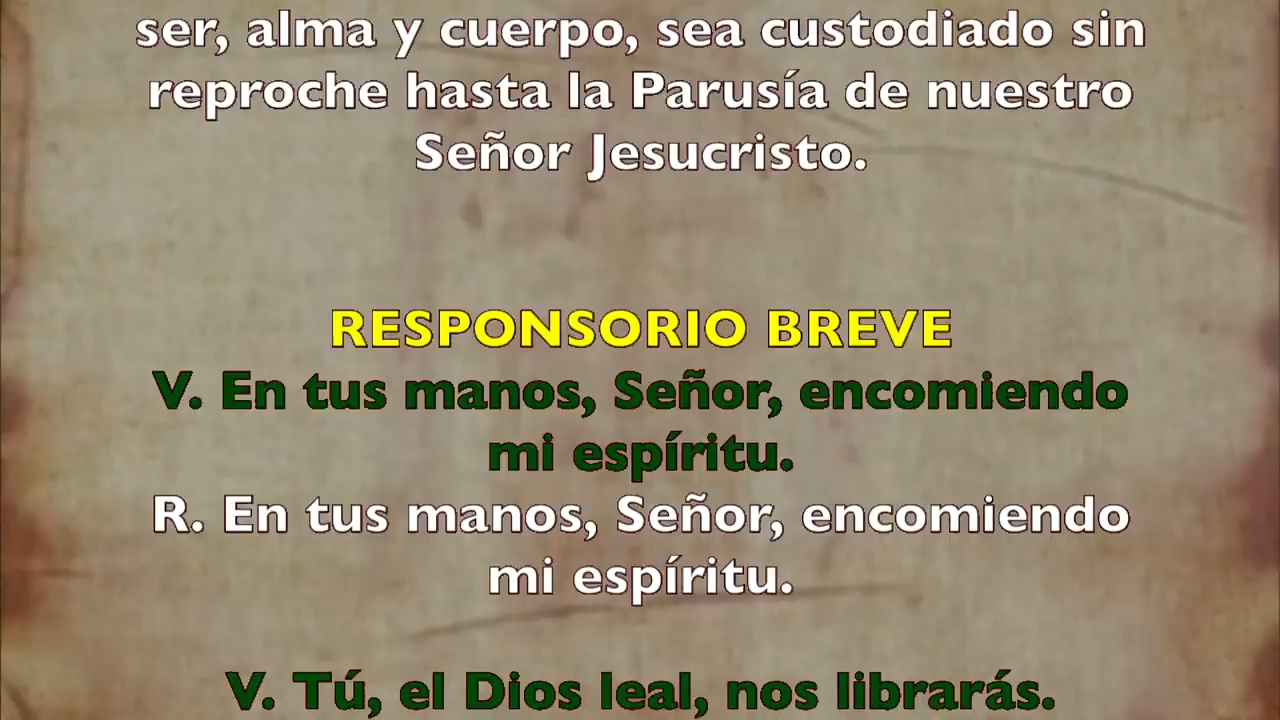 ser, alma y cuerpo, sea custodiado sin
reproche hasta la Parusía de nuestro
Señor Jesucristo.
RESPONSORIO BREVE
V. En tus manos, Señor, encomiendo
mi espíritu.
R. En tus manos, Señor, encomiendo
mi espíritu.
V. Tú, el Dios leal, nos librarás.